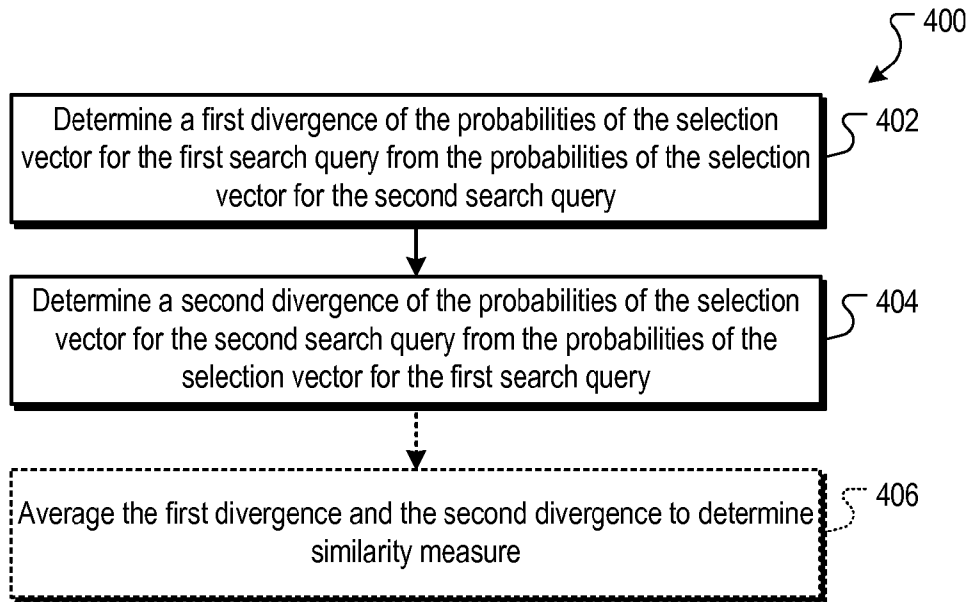 400
Determine a first divergence of the probabilities of the selection
vector for the first search query from the probabilities of the selection
vector for the second search query
402
Determine a second divergence of the probabilities of the selection
vector for the second search query from the probabilities of the
selection vector for the first search query
404
Average the first divergence and the second divergence to determine
similarity measure
406